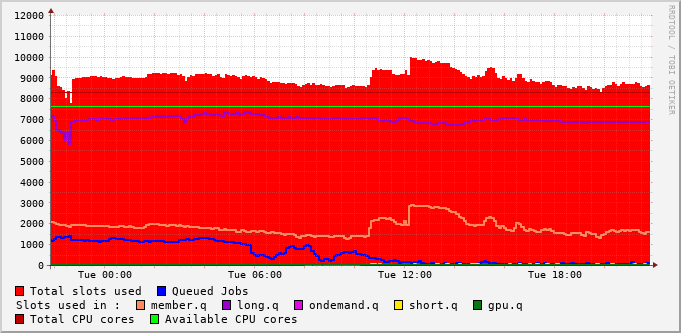 12000
11000
10000
9000
8000
7000
6000
5000
4000
3000
2000
1000
0
Tue 00:00 Tue 06:00 Tue 12:00 Tue 18:00
RRDTOOL / TOBI OETIKER
Total slots used Queued Jobs
Slots used in : member.q long.q ondemand.q short.q gpu.q
Total CPU cores Available CPU cores